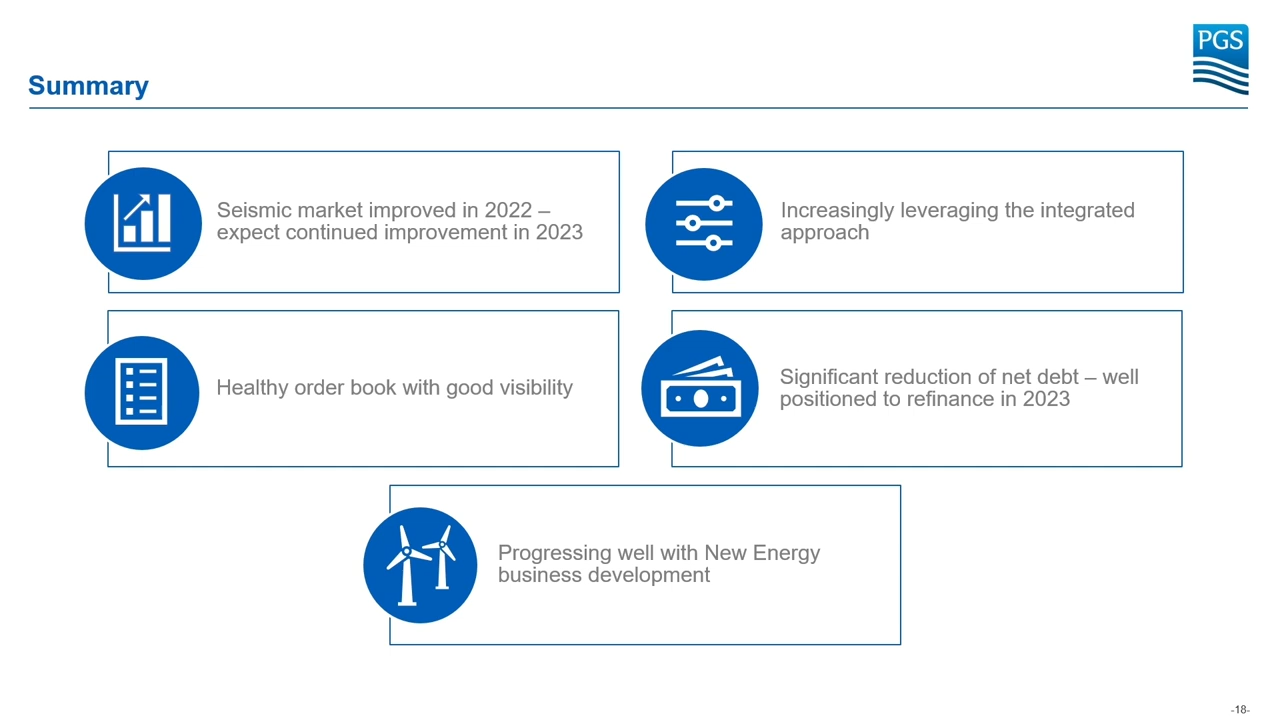 PGS
Summary
Seismic market improved in 2022 –
expect continued improvement in 2023
Increasingly leveraging the integrated
approach
Healthy order book with good visibility
Significant reduction of net debt – well
positioned to refinance in 2023
Progressing well with New Energy
business development
-18-